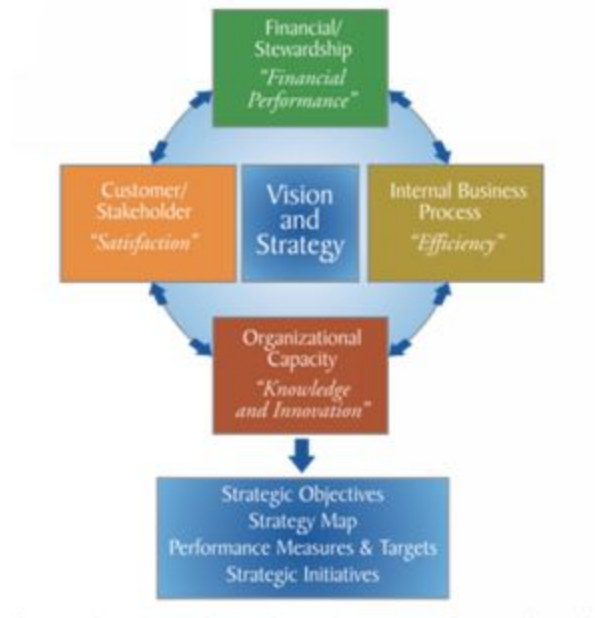 Financial/
Stewardship
"Financial
Performance"
Customer/
Stakeholder
"Satisfaction"
Vision
and
Strategy
Internal Business
Process
"Efficiency"
Organizational
Capacity
"Knowledge
and Innovation"
Strategic Objectives
Strategy Map
Performance Measures & Targets
Strategic Initiatives